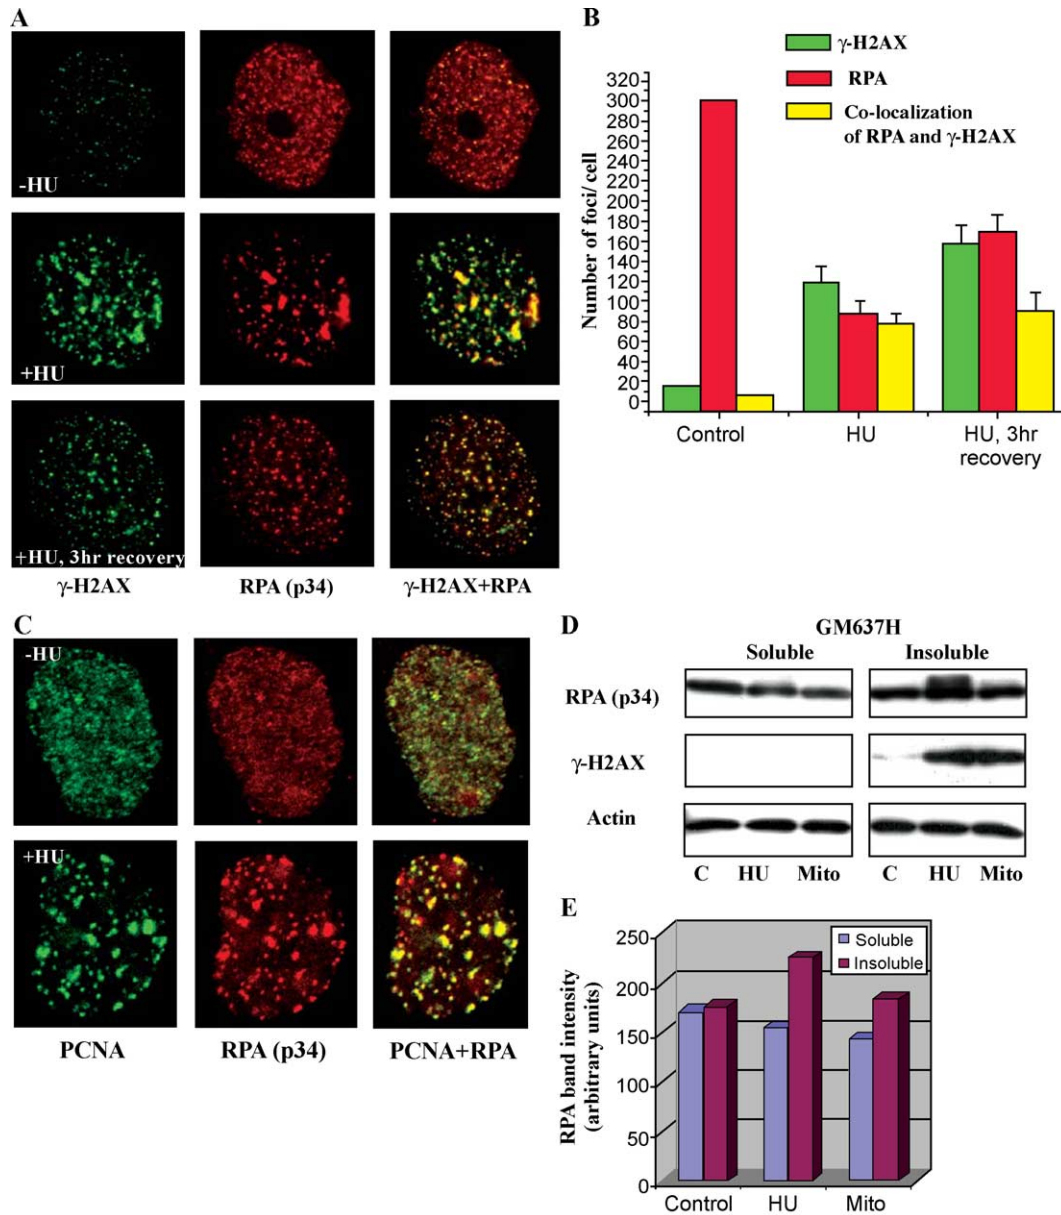 A
-HU
+HU
+HU, 3hr recovery
γ-H2AX
RPA (p34)
γ-H2AX+RPA
B
γ-H2AX
RPA
Co-localization
of RPA and γ-H2AX
Number of foci/ cell
320
300
280
260
240
220
200
180
160
140
120
100
80
60
40
20
0
Control
HU
HU, 3hr
recovery
C
-HU
+HU
PCNA
RPA (p34)
PCNA+RPA
D
GM637H
Soluble
Insoluble
RPA (p34)
γ-H2AX
Actin
C HU Mito
C HU Mito
E
RPA band intensity
(arbitrary units)
250
200
150
100
50
0
Soluble
Insoluble
Control
HU
Mito